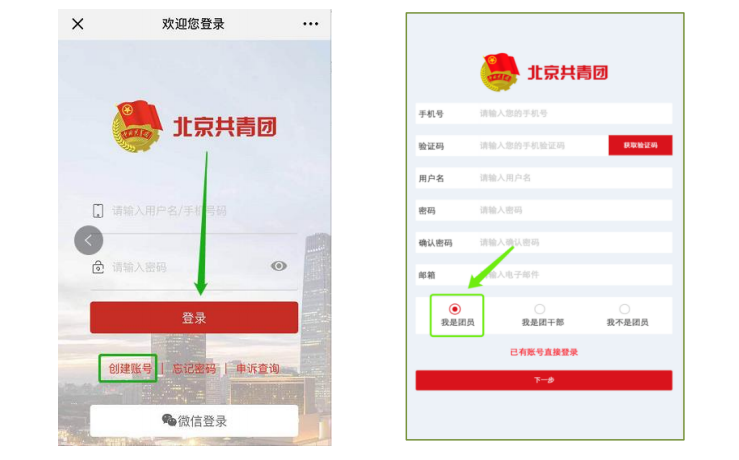 欢迎您登录
北京共青团
请输入用户名/手机号码
请输入密码
登录
创建账号 | 忘记密码 | 申诉查询
微信登录
北京共青团
手机号 请输入您的手机号
验证码 请输入您的手机验证码 获取验证码
用户名 请输入用户名
密码 请输入密码
确认密码 请输入确认密码
邮箱 请输入电子邮件
我是团员 我是团干部 我不是团员
已有账号直接登录
下一步